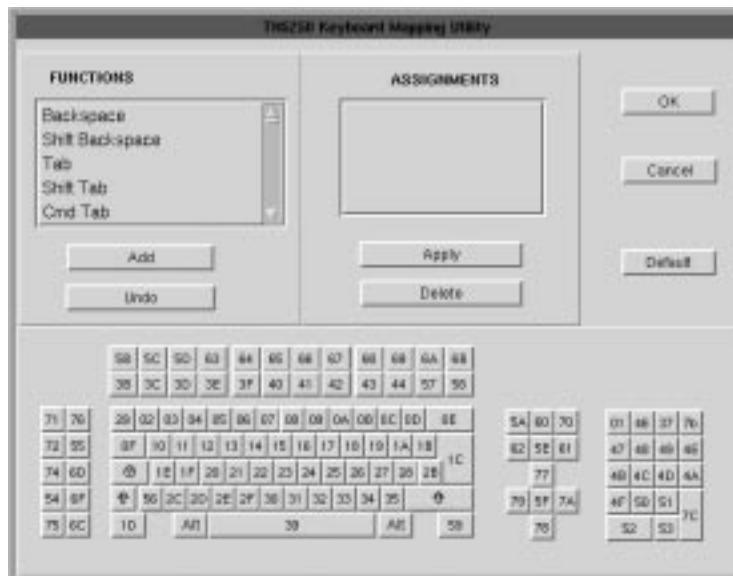 TN5250 Keyboard Mapping Utility
FUNCTIONS
Backspace
Shift Backspace
Tab
Shift Tab
Cmd Tab
Add
Undo
ASSIGNMENTS
Apply
Delete
OK
Cancel
Default
5B 5C 5D 63 64 65 66 67 68 69 6A 6B
3B 3C 3D 3E 3F 40 41 42 43 44 57 58
71 76 29 02 03 04 05 06 07 08 09 0A 0B 0C 0D 0E 5A 60 70 01 46 37 7b
72 55 0F 10 11 12 13 14 15 16 17 18 19 1A 1B 1C 62 5E 61 47 48 49 45
74 6D 1E 1F 20 21 22 23 24 25 26 27 28 2B 77 4B 4C 4D 4A
54 6F 56 2C 2D 2E 2F 30 31 32 33 34 35 79 5F 7A 4F 50 51 7C
75 6C 1D Alt 39 Alt 59 78 52 53